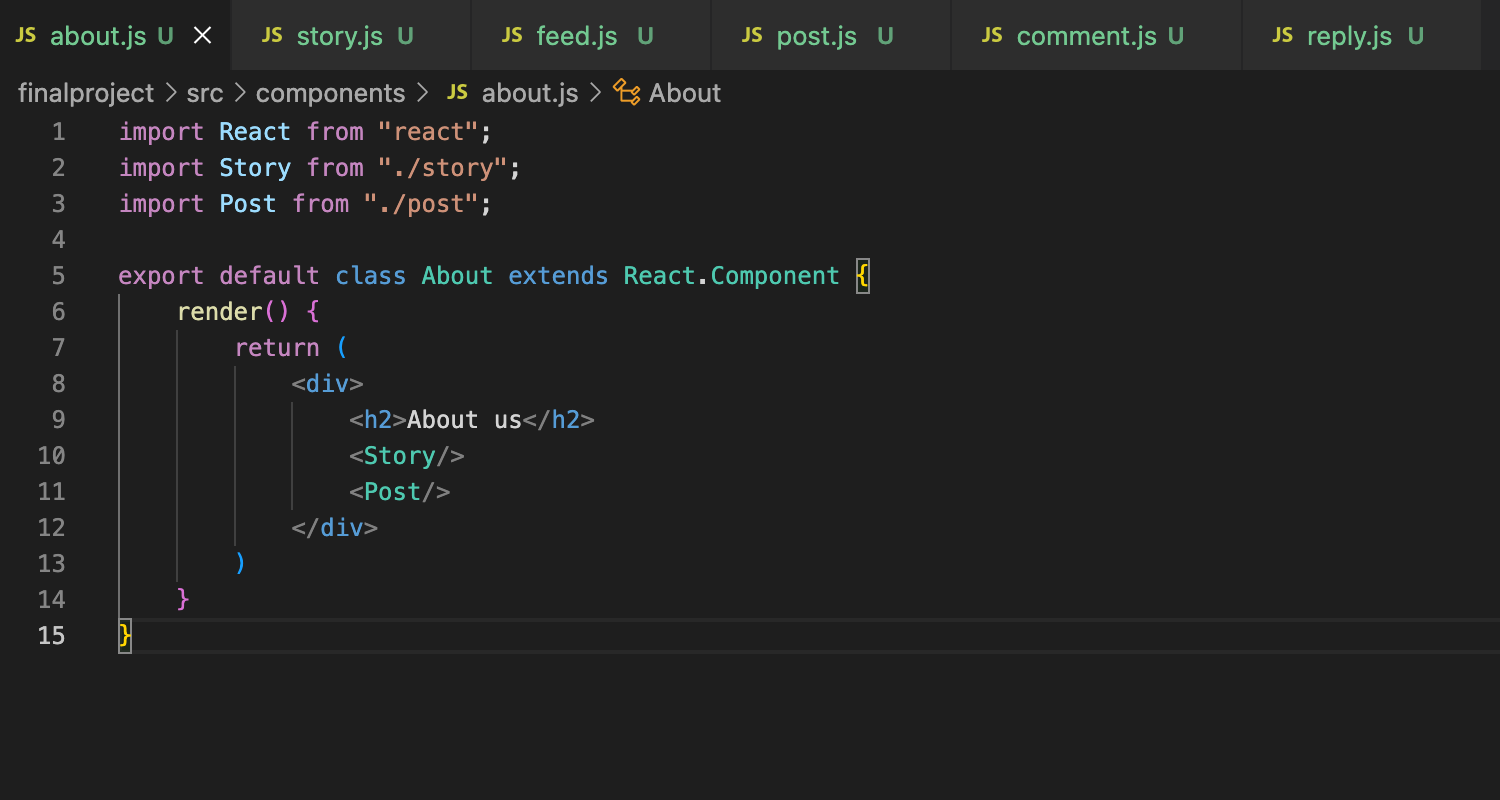 JS about.js U JS story.js U JS feed.js U JS post.js U JS comment.js U JS reply.js U
finalproject > src > components > JS about.js > About
1 import React from "react";
2 import Story from "./story";
3 import Post from "./post";
4
5 export default class About extends React.Component {
6     render() {
7         return (
8             <div>
9                 <h2>About us</h2>
10                 <Story/>
11                 <Post/>
12             </div>
13         )
14     }
15 }